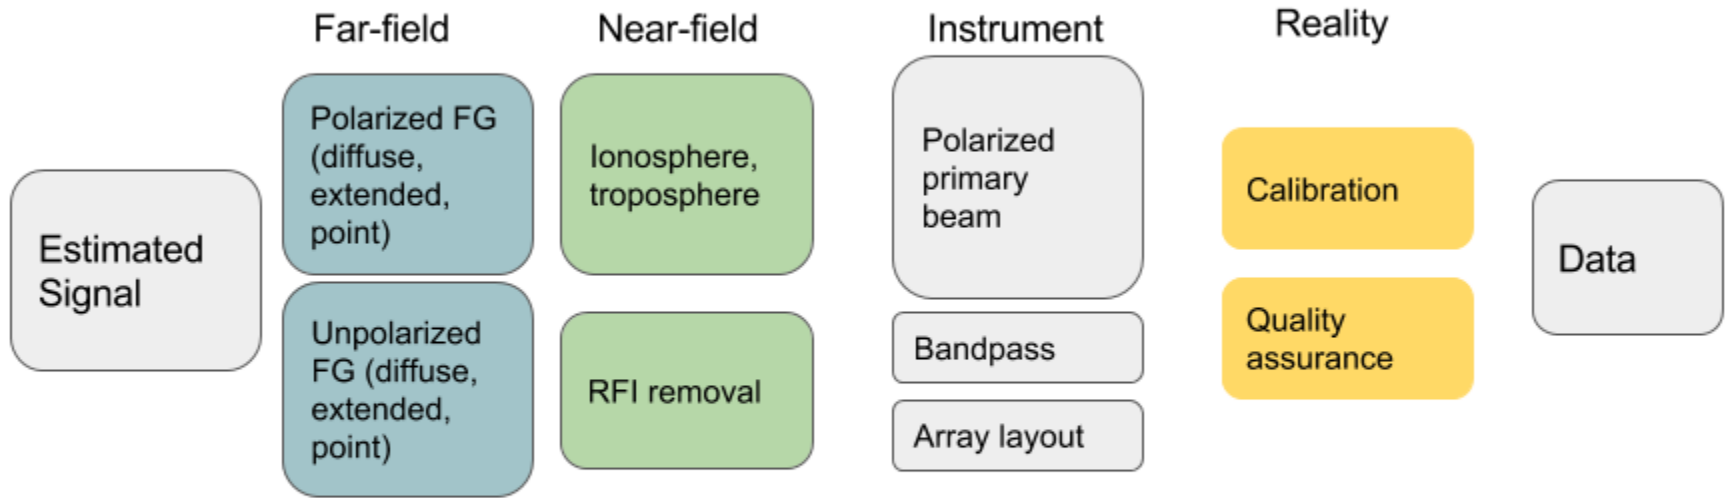 Far-field
Near-field
Instrument
Reality
Estimated
Signal
Polarized FG
(diffuse,
extended,
point)
Unpolarized
FG (diffuse,
extended,
point)
Ionosphere,
troposphere
RFI removal
Polarized
primary
beam
Bandpass
Array layout
Calibration
Quality
assurance
Data